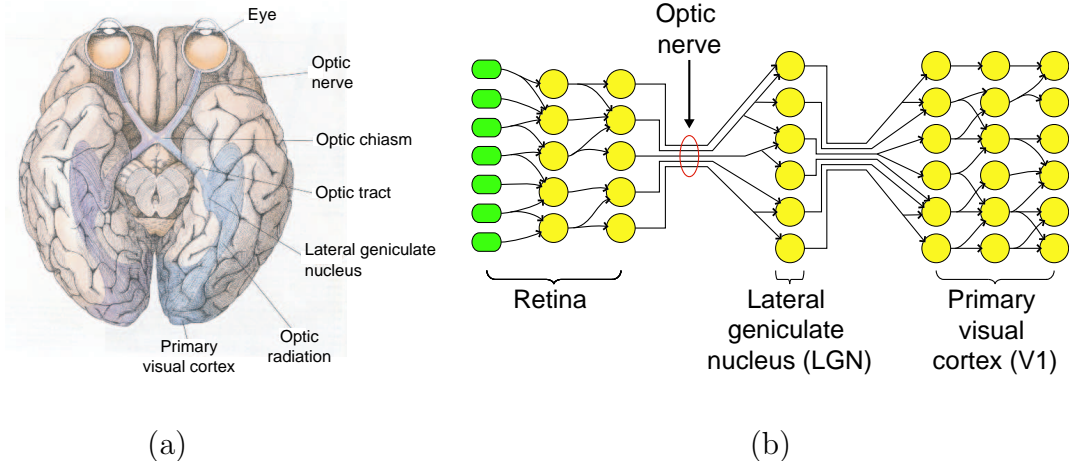 Eye
Optic
nerve
Optic chiasm
Optic tract
Lateral geniculate
nucleus
Optic
radiation
Primary
visual cortex
(a)
Optic
nerve
Retina
Lateral
geniculate
nucleus (LGN)
Primary
visual
cortex (V1)
(b)